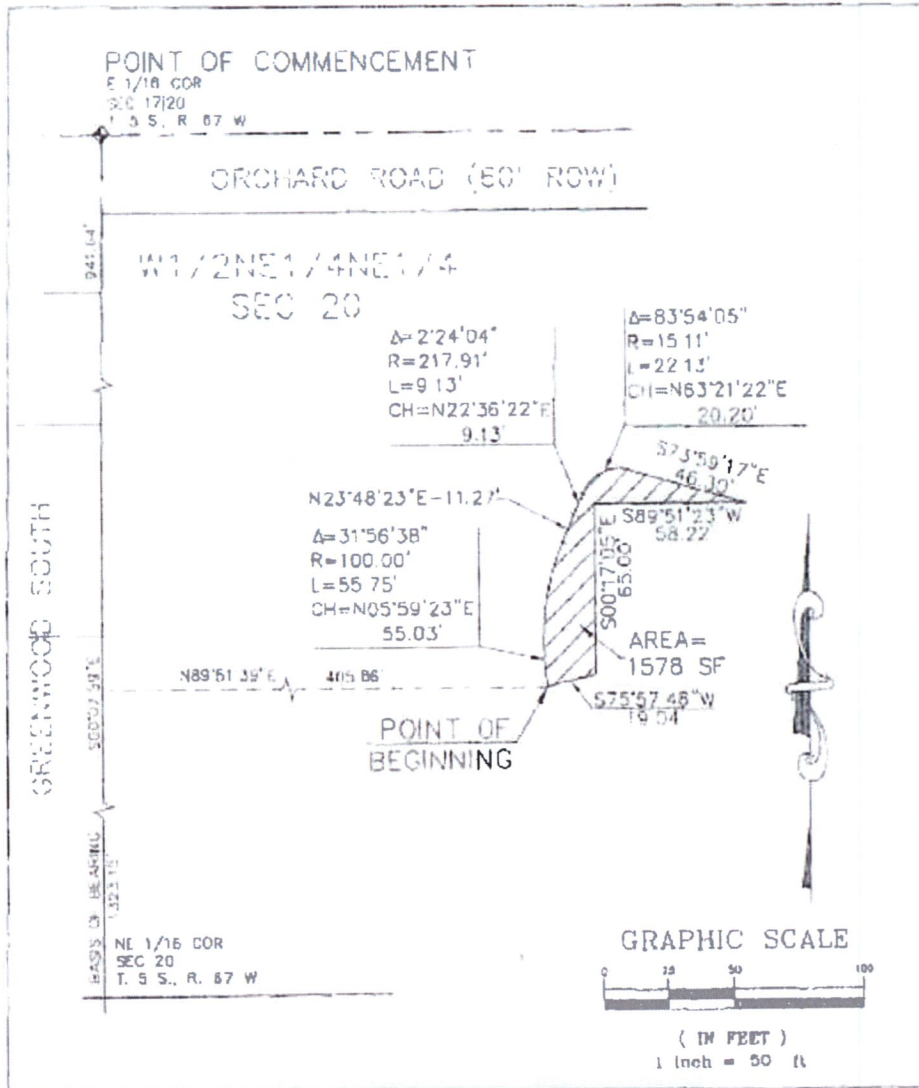 POINT OF COMMENCEMENT
E 1/16 COR
SEC 17|20
T. 5 S., R. 67 W
ORCHARD ROAD (60' ROW)
941.64'
W1/2NE1/4NE1/4
SEC 20
Δ=83°54'05"
R=15.11'
L=22.13'
CH=N63°21'22"E
20.20'
Δ=2°24'04"
R=217.91'
L=9.13'
CH=N22°36'22"E
9.13'
S73°59'17"E
46.30'
N23°48'23"E-11.27'
S89°51'23"W
58.22'
Δ=31°56'38"
R=100.00'
L=55.75'
CH=N05°59'23"E
55.03'
S00°17'05"E
65.00'
GREENWOOD SOUTH
AREA=
1578 SF
N89°51'39"E 405.86'
S75°57'48"W
19.04'
POINT OF
BEGINNING
BASIS OF BEARING
NE 1/16 COR
SEC 20
T. 5 S., R. 67 W
GRAPHIC SCALE
0 25 50 100
( IN FEET )
1 inch = 50 ft